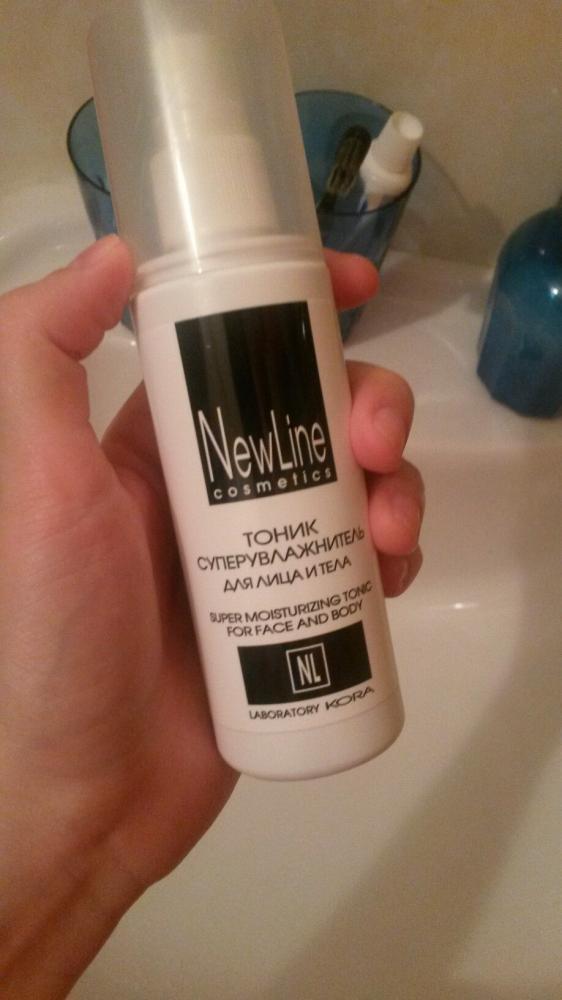 NewLine
cosmetics
ТОНИК
СУПЕРУВЛАЖНИТЕЛЬ
ДЛЯ ЛИЦА И ТЕЛА
SUPER MOISTURIZING TONIC
FOR FACE AND BODY
NL
LABORATORY KORA